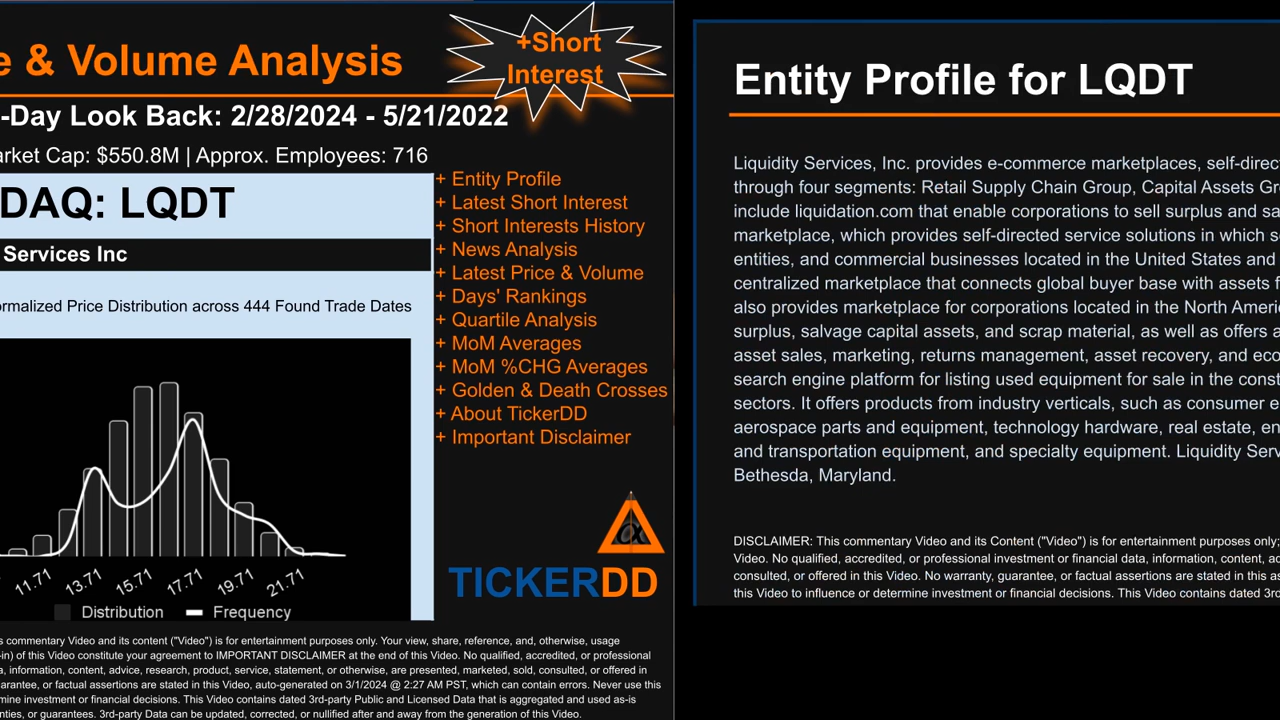 e & Volume Analysis
+Short
Interest
-Day Look Back: 2/28/2024 - 5/21/2022
arket Cap: $550.8M | Approx. Employees: 716
DAQ: LQDT
Services Inc
ormalized Price Distribution across 444 Found Trade Dates
11.71
13.71
15.71
17.71
19.71
21.71
Distribution
Frequency
+ Entity Profile
+ Latest Short Interest
+ Short Interests History
+ News Analysis
+ Latest Price & Volume
+ Days' Rankings
+ Quartile Analysis
+ MoM Averages
+ MoM %CHG Averages
+ Golden & Death Crosses
+ About TickerDD
+ Important Disclaimer
TICKERDD
s commentary Video and its content ("Video") is for entertainment purposes only. Your view, share, reference, and, otherwise, usage
-in) of this Video constitute your agreement to IMPORTANT DISCLAIMER at the end of this Video. No qualified, accredited, or professional
a, information, content, advice, research, product, service, statement, or otherwise, are presented, marketed, sold, consulted, or offered in
arantee, or factual assertions are stated in this Video, auto-generated on 3/1/2024 @ 2:27 AM PST, which can contain errors. Never use this
mine investment or financial decisions. This Video contains dated 3rd-party Public and Licensed Data that is aggregated and used as-is
nties, or guarantees. 3rd-party Data can be updated, corrected, or nullified after and away from the generation of this Video.
Entity Profile for LQDT
Liquidity Services, Inc. provides e-commerce marketplaces, self-direc
through four segments: Retail Supply Chain Group, Capital Assets Gr
include liquidation.com that enable corporations to sell surplus and sa
marketplace, which provides self-directed service solutions in which s
entities, and commercial businesses located in the United States and
centralized marketplace that connects global buyer base with assets f
also provides marketplace for corporations located in the North Ameri
surplus, salvage capital assets, and scrap material, as well as offers a
asset sales, marketing, returns management, asset recovery, and eco
search engine platform for listing used equipment for sale in the const
sectors. It offers products from industry verticals, such as consumer e
aerospace parts and equipment, technology hardware, real estate, en
and transportation equipment, and specialty equipment. Liquidity Serv
Bethesda, Maryland.
DISCLAIMER: This commentary Video and its Content ("Video") is for entertainment purposes only;
Video. No qualified, accredited, or professional investment or financial data, information, content, ad
consulted, or offered in this Video. No warranty, guarantee, or factual assertions are stated in this as
this Video to influence or determine investment or financial decisions. This Video contains dated 3rd